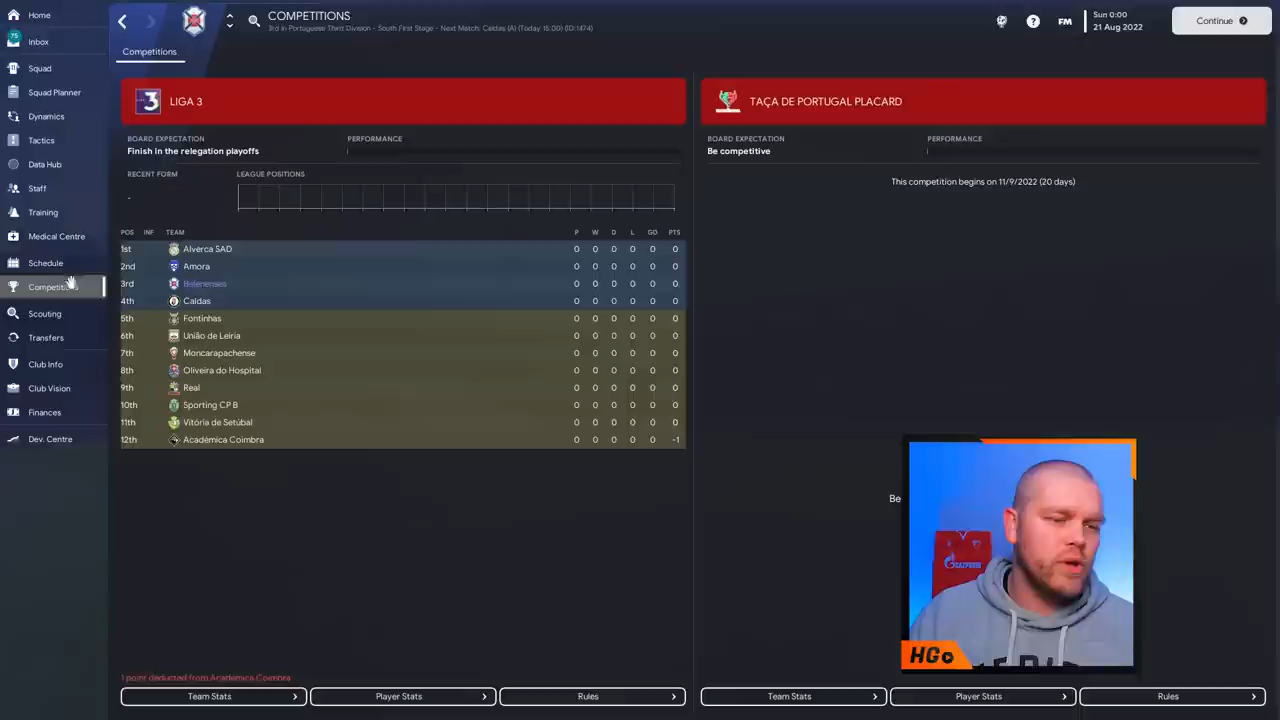 Home
75
Inbox
Squad
Squad Planner
Dynamics
Tactics
Data Hub
Staff
Training
Medical Centre
Schedule
Scouting
Transfers
Club Info
Club Vision
Finances
Dev. Centre
COMPETITIONS
3rd in Portuguese Third Division - South First Stage - Next Match: Caldas (A) (Today 15:00) (ID:1474)
FM
Sun 0:00
21 Aug 2022
Continue
Competitions
3
LIGA 3
BOARD EXPECTATION
PERFORMANCE
Finish in the relegation playoffs
RECENT FORM
LEAGUE POSITIONS
-
POS INF TEAM P W D L GD PTS
1st Alverca SAD 0 0 0 0 0 0
2nd Amora 0 0 0 0 0 0
3rd Belenenses 0 0 0 0 0 0
4th Caldas 0 0 0 0 0 0
5th Fontinhas 0 0 0 0 0 0
6th União de Leiria 0 0 0 0 0 0
7th Moncarapachense 0 0 0 0 0 0
8th Oliveira do Hospital 0 0 0 0 0 0
9th Real 0 0 0 0 0 0
10th Sporting CP B 0 0 0 0 0 0
11th Vitória de Setúbal 0 0 0 0 0 0
12th Académica Coimbra 0 0 0 0 0 -1
1 point deducted from Académica Coimbra
Team Stats
Player Stats
Rules
TAÇA DE PORTUGAL PLACARD
BOARD EXPECTATION
PERFORMANCE
Be competitive
This competition begins on 11/9/2022 (20 days)
Be
GAZPROM
HG
Team Stats
Player Stats
Rules